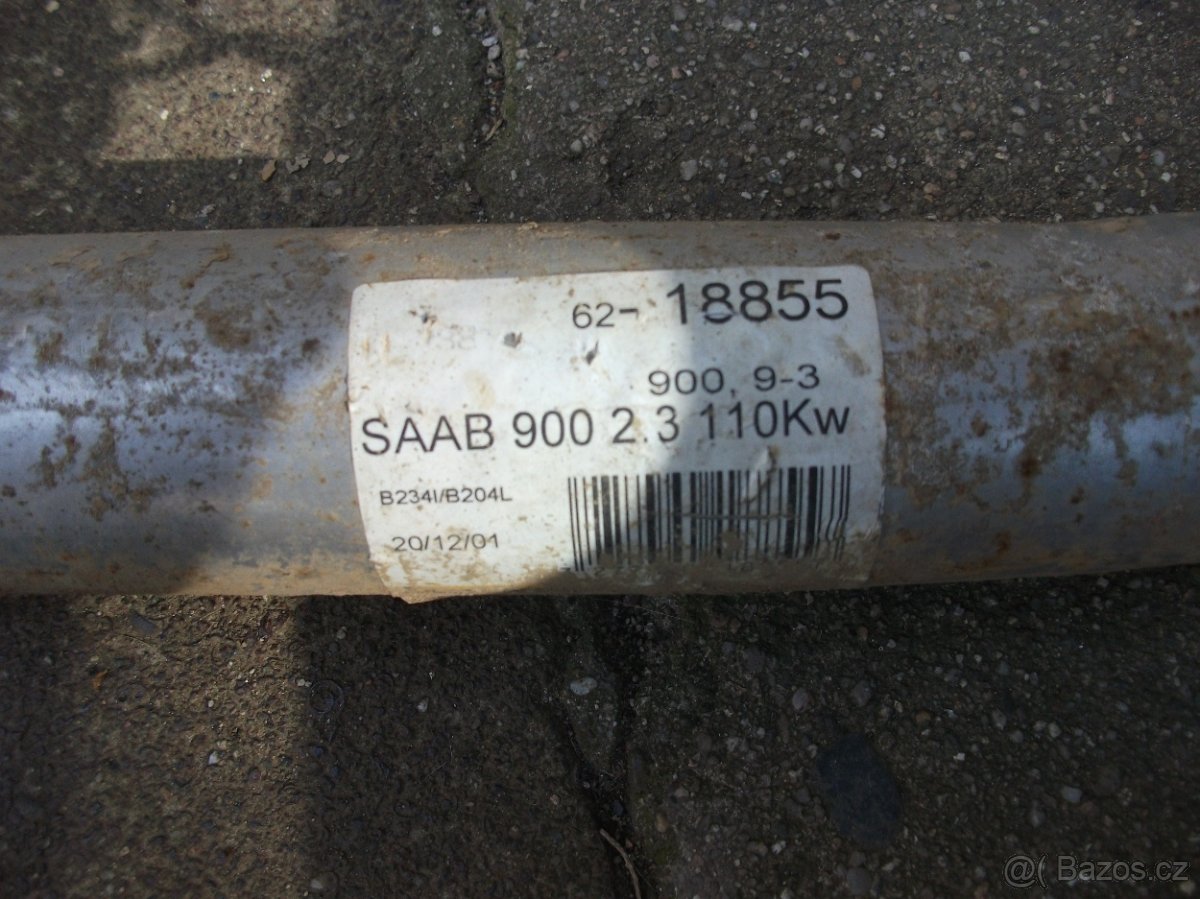 62- 18855
900, 9-3
SAAB 900 2.3 110Kw
B234I/B204L
20/12/01
@( Bazos.cz